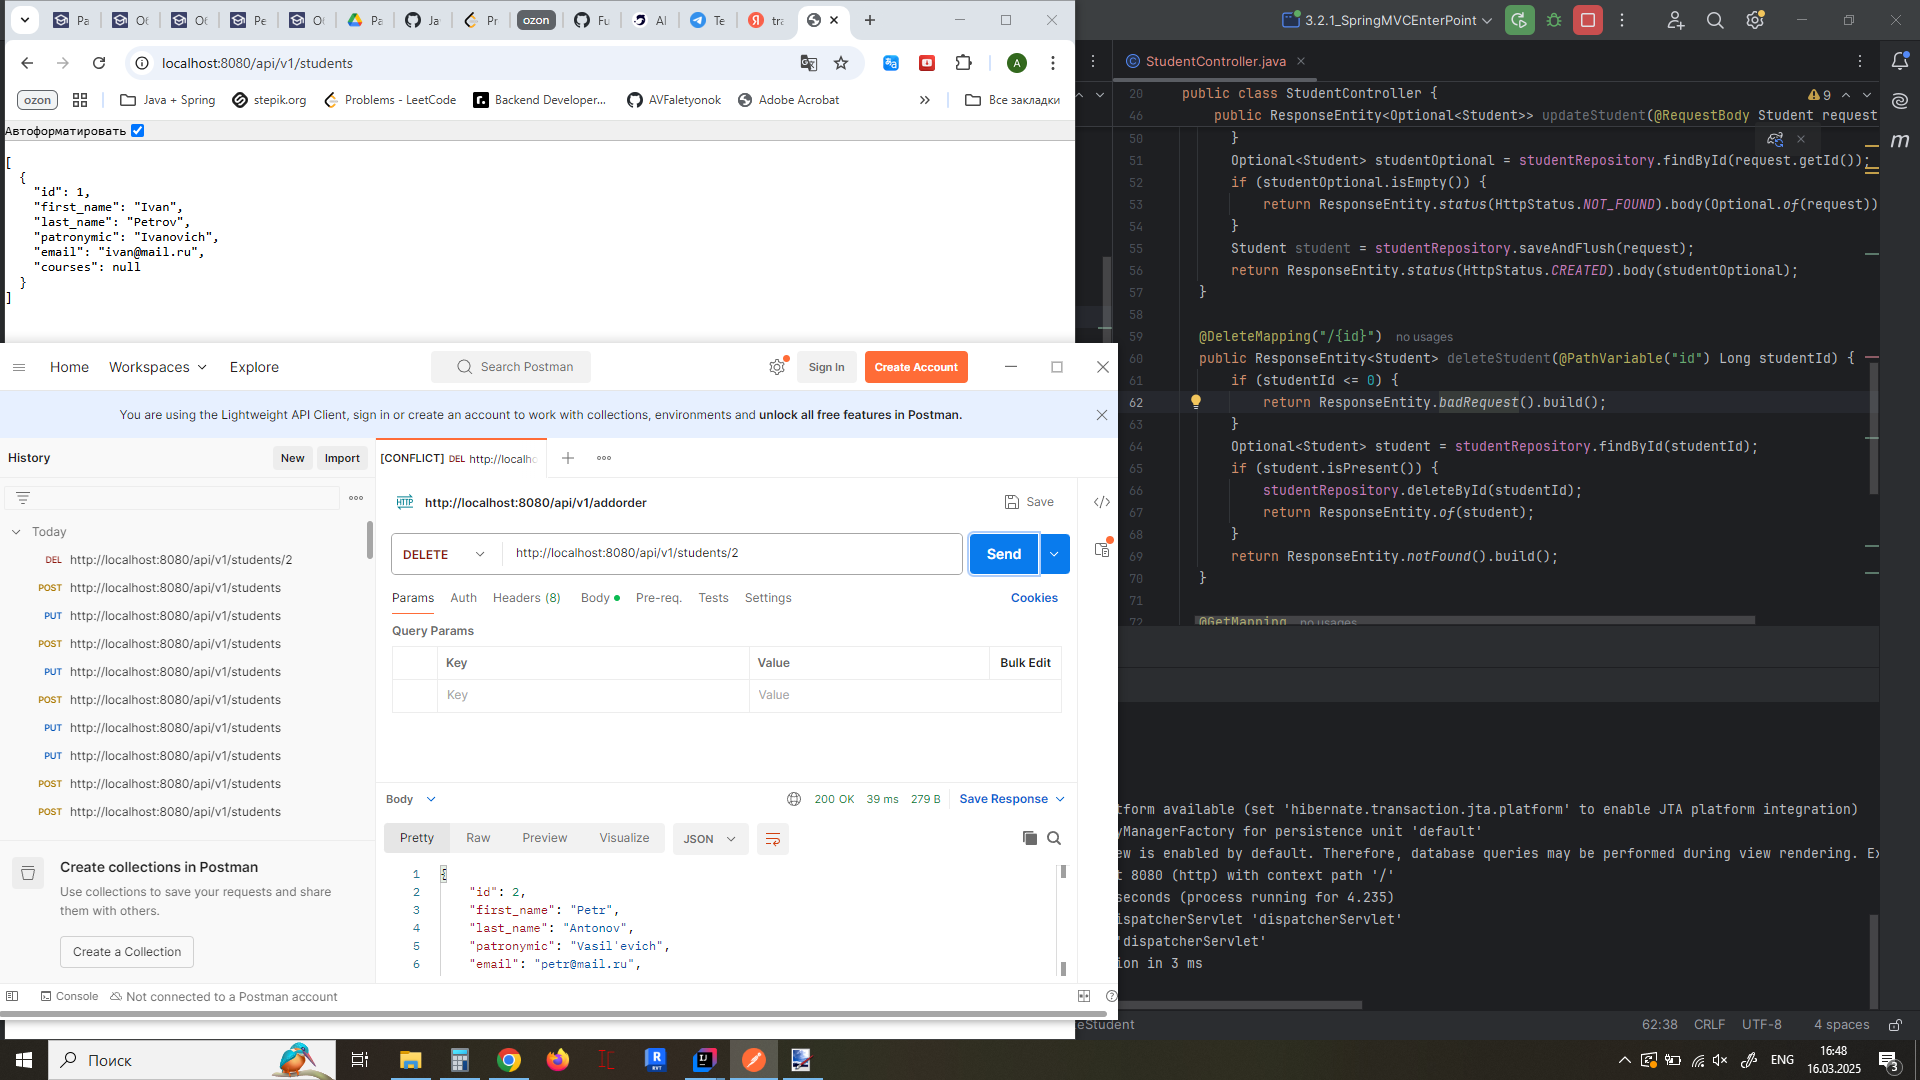 Ра
Об
Об
Ре
Об
Ра
Ja
Pr
ozon
Fu
AI
Te
tra
localhost:8080/api/v1/students
A
ozon
Java + Spring
stepik.org
Problems - LeetCode
Backend Developer...
AVFaletyonok
Adobe Acrobat
»
Все закладки
Автоформатировать
[
{
"id": 1,
"first_name": "Ivan",
"last_name": "Petrov",
"patronymic": "Ivanovich",
"email": "ivan@mail.ru",
"courses": null
}
]
Home
Workspaces
Explore
Search Postman
Sign In
Create Account
You are using the Lightweight API Client, sign in or create an account to work with collections, environments and unlock all free features in Postman.
History
New
Import
[CONFLICT] DEL http://localho
Today
DEL http://localhost:8080/api/v1/students/2
POST http://localhost:8080/api/v1/students
PUT http://localhost:8080/api/v1/students
POST http://localhost:8080/api/v1/students
PUT http://localhost:8080/api/v1/students
POST http://localhost:8080/api/v1/students
PUT http://localhost:8080/api/v1/students
PUT http://localhost:8080/api/v1/students
POST http://localhost:8080/api/v1/students
POST http://localhost:8080/api/v1/students
Create collections in Postman
Use collections to save your requests and share
them with others.
Create a Collection
HTTP http://localhost:8080/api/v1/addorder
Save
DELETE
http://localhost:8080/api/v1/students/2
Send
Params
Auth
Headers (8)
Body
Pre-req.
Tests
Settings
Cookies
Query Params
Key
Value
Bulk Edit
Key
Value
Body
200 OK
39 ms
279 B
Save Response
Pretty
Raw
Preview
Visualize
JSON
1 {
2 "id": 2,
3 "first_name": "Petr",
4 "last_name": "Antonov",
5 "patronymic": "Vasil'evich",
6 "email": "petr@mail.ru",
Console
Not connected to a Postman account
3.2.1_SpringMVCEnterPoint
StudentController.java
20 public class StudentController {
9
46 public ResponseEntity<Optional<Student>> updateStudent(@RequestBody Student request
50 }
51 Optional<Student> studentOptional = studentRepository.findById(request.getId());
52 if (studentOptional.isEmpty()) {
53 return ResponseEntity.status(HttpStatus.NOT_FOUND).body(Optional.of(request))
54 }
55 Student student = studentRepository.saveAndFlush(request);
56 return ResponseEntity.status(HttpStatus.CREATED).body(studentOptional);
57 }
58
59 @DeleteMapping("/{id}") no usages
60 public ResponseEntity<Student> deleteStudent(@PathVariable("id") Long studentId) {
61 if (studentId <= 0) {
62 return ResponseEntity.badRequest().build();
63 }
64 Optional<Student> student = studentRepository.findById(studentId);
65 if (student.isPresent()) {
66 studentRepository.deleteById(studentId);
67 return ResponseEntity.of(student);
68 }
69 return ResponseEntity.notFound().build();
70 }
71
72 @GetMapping no usages
tform available (set 'hibernate.transaction.jta.platform' to enable JTA platform integration)
yManagerFactory for persistence unit 'default'
ew is enabled by default. Therefore, database queries may be performed during view rendering. Ex
t 8080 (http) with context path '/'
seconds (process running for 4.235)
ispatcherServlet 'dispatcherServlet'
'dispatcherServlet'
ion in 3 ms
eStudent
62:38
CRLF
UTF-8
4 spaces
Поиск
ENG
16:48
16.03.2025
3